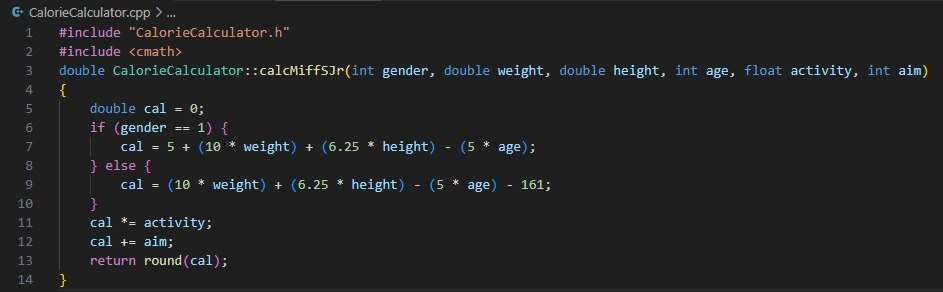 CalorieCalculator.cpp > ...
1 #include "CalorieCalculator.h"
2 #include <cmath>
3 double CalorieCalculator::calcMiffSJr(int gender, double weight, double height, int age, float activity, int aim)
4 {
5     double cal = 0;
6     if (gender == 1) {
7         cal = 5 + (10 * weight) + (6.25 * height) - (5 * age);
8     } else {
9         cal = (10 * weight) + (6.25 * height) - (5 * age) - 161;
10     }
11     cal *= activity;
12     cal += aim;
13     return round(cal);
14 }